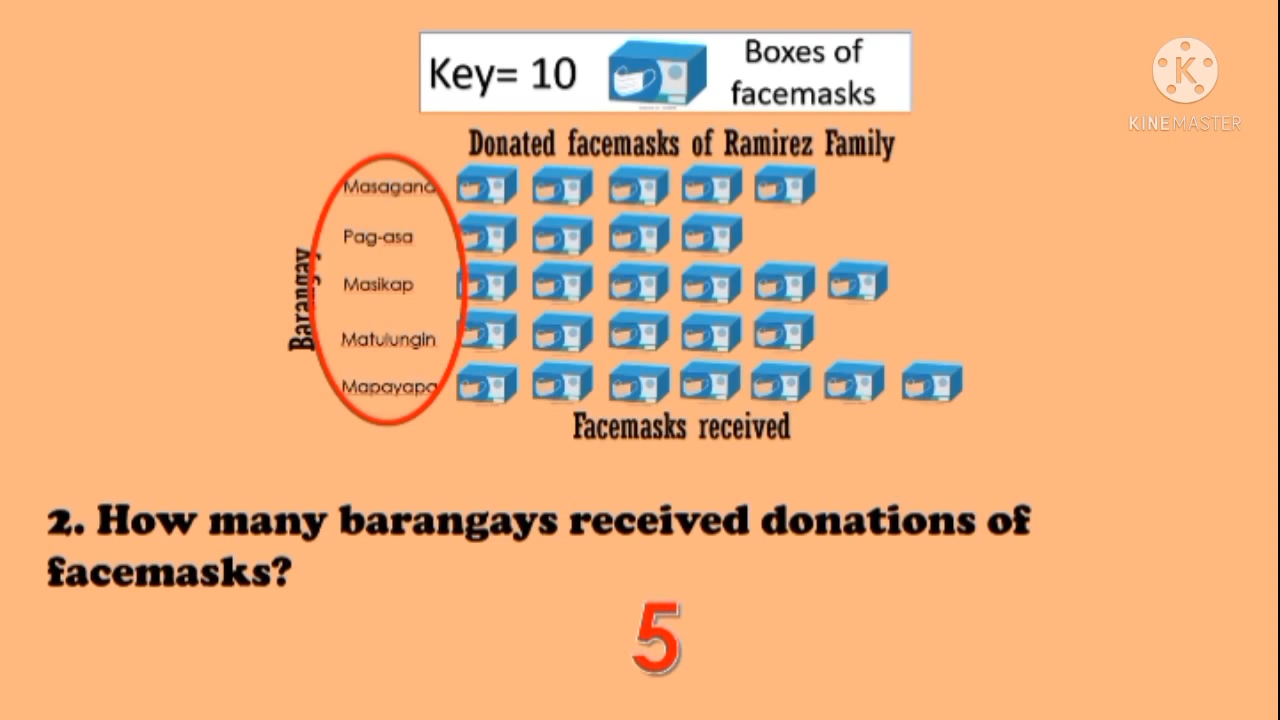 Key= 10
Boxes of
facemasks
KINEMASTER
Donated facemasks of Ramirez Family
Masagana
Pag-asa
Masikap
Matulungin
Mapayapa
Barangay
Facemasks received
2. How many barangays received donations of
facemasks?
5